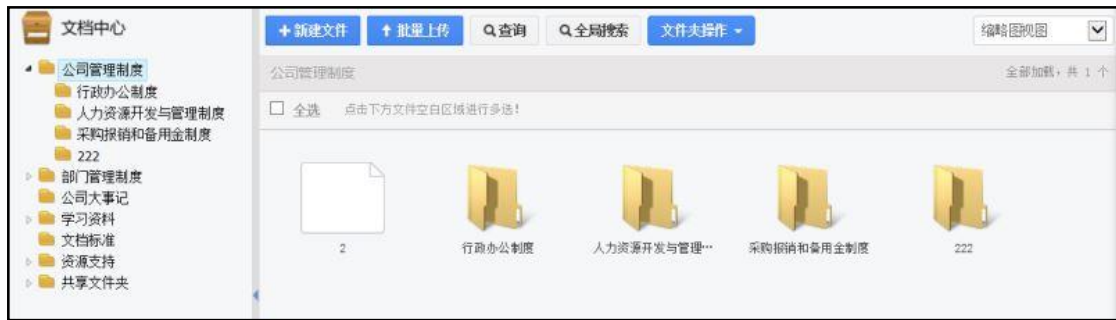 文档中心
公司管理制度
行政办公制度
人力资源开发与管理制度
采购报销和备用金制度
222
部门管理制度
公司大事记
学习资料
文档标准
资源支持
共享文件夹
新建文件 批量上传 查询 全局搜索 文件夹操作 缩略图视图
公司管理制度 全部加载，共 1 个
全选 点击下方文件空白区域进行多选！
2 行政办公制度 人力资源开发与管理… 采购报销和备用金制度 222